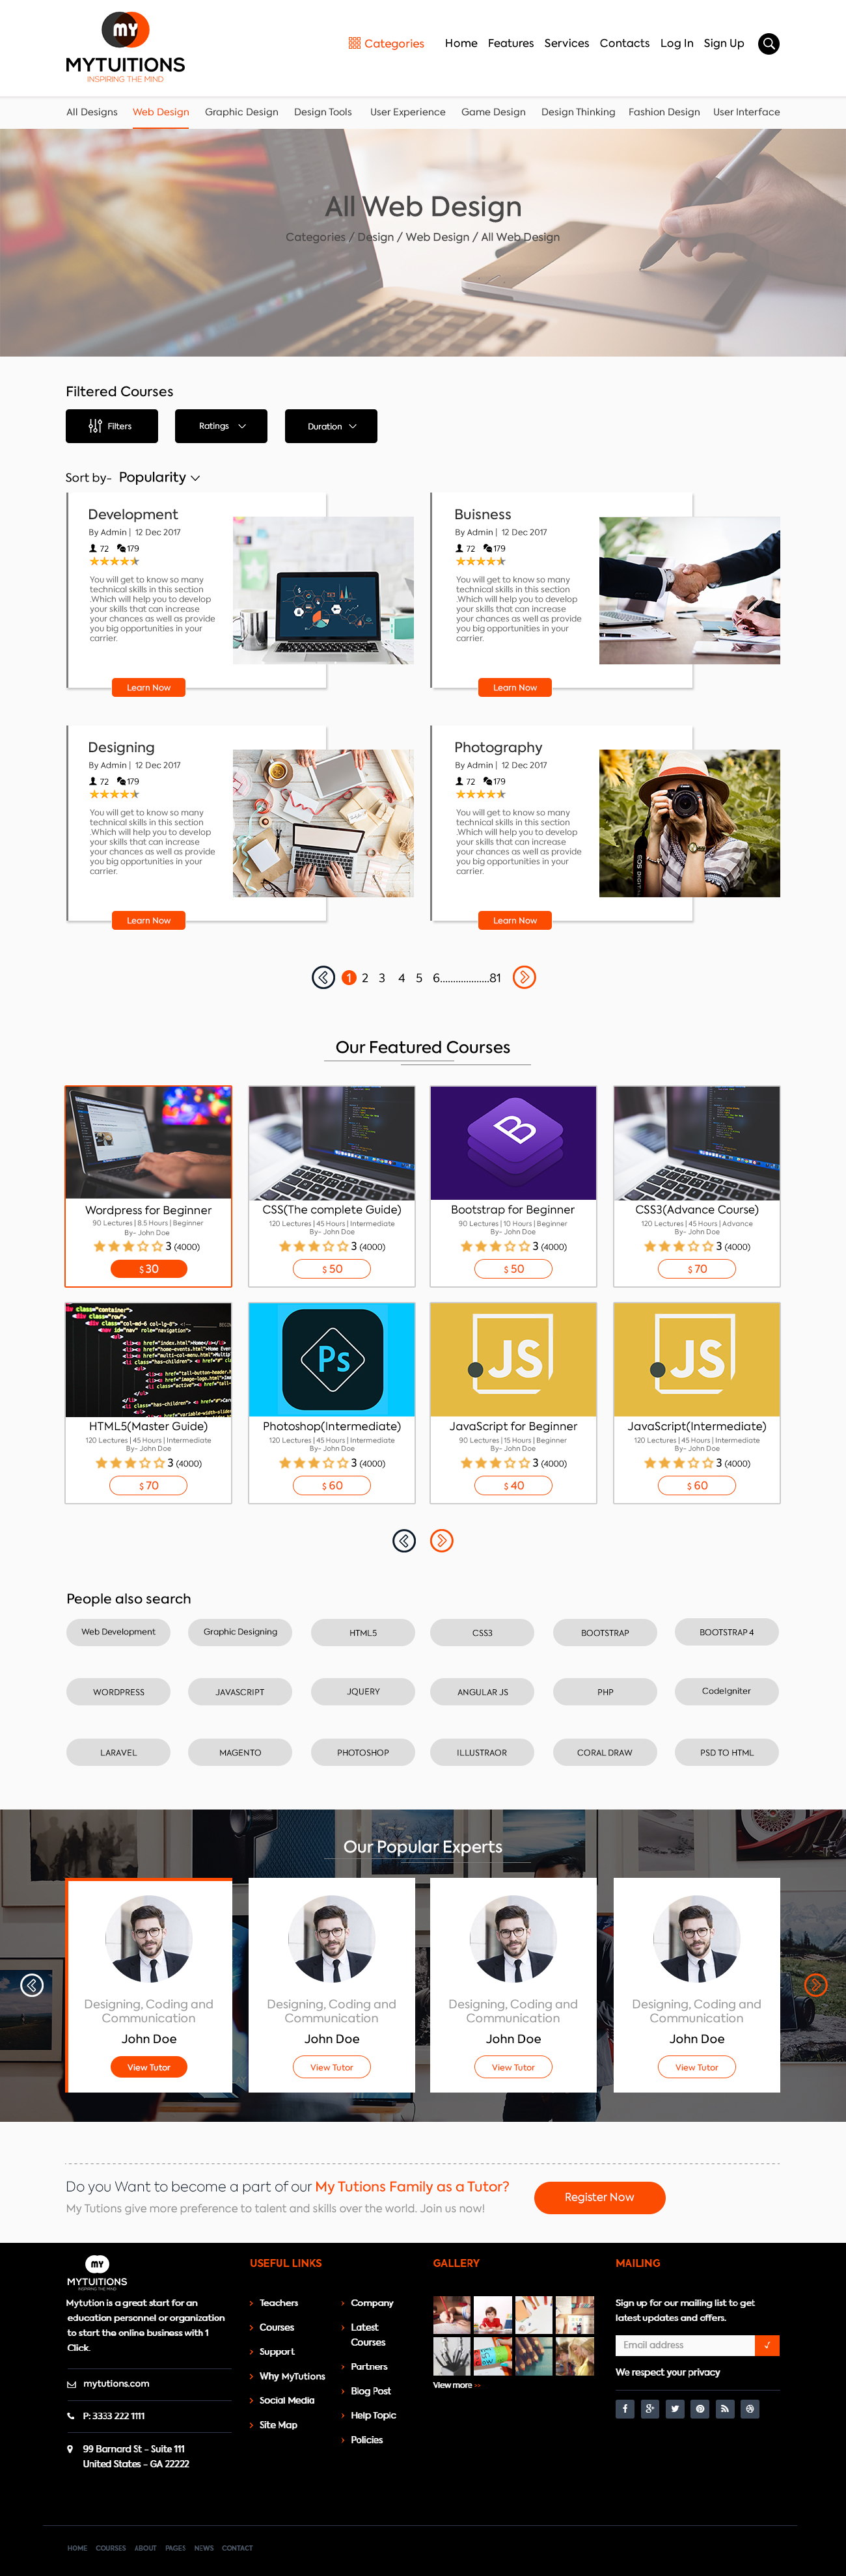 MY
MYTUITIONS
INSPIRING THE MIND
Categories Home Features Services Contacts Log In Sign Up
All Designs Web Design Graphic Design Design Tools User Experience Game Design Design Thinking Fashion Design User Interface
All Web Design
Categories / Design / Web Design / All Web Design
Filtered Courses
Filters Ratings Duration
Sort by- Popularity
Development
By Admin | 12 Dec 2017
72 179
You will get to know so many
technical skills in this section
.Which will help you to develop
your skills that can increase
your chances as well as provide
you big opportunities in your
carrier.
Learn Now
Buisness
By Admin | 12 Dec 2017
72 179
You will get to know so many
technical skills in this section
.Which will help you to develop
your skills that can increase
your chances as well as provide
you big opportunities in your
carrier.
Learn Now
Designing
By Admin | 12 Dec 2017
72 179
You will get to know so many
technical skills in this section
.Which will help you to develop
your skills that can increase
your chances as well as provide
you big opportunities in your
carrier.
Learn Now
Photography
By Admin | 12 Dec 2017
72 179
You will get to know so many
technical skills in this section
.Which will help you to develop
your skills that can increase
your chances as well as provide
you big opportunities in your
carrier.
Learn Now
1 2 3 4 5 6...................81
Our Featured Courses
Wordpress for Beginner
90 Lectures | 8.5 Hours | Beginner
By- John Doe
3 (4000)
$ 30
CSS(The complete Guide)
120 Lectures | 45 Hours | Intermediate
By- John Doe
3 (4000)
$ 50
B
Bootstrap for Beginner
90 Lectures | 10 Hours | Beginner
By- John Doe
3 (4000)
$ 50
CSS3(Advance Course)
120 Lectures | 45 Hours | Advance
By- John Doe
3 (4000)
$ 70
HTML5(Master Guide)
120 Lectures | 45 Hours | Intermediate
By- John Doe
3 (4000)
$ 70
Ps
Photoshop(Intermediate)
120 Lectures | 45 Hours | Intermediate
By- John Doe
3 (4000)
$ 60
JS
JavaScript for Beginner
90 Lectures | 15 Hours | Beginner
By- John Doe
3 (4000)
$ 40
JS
JavaScript(Intermediate)
120 Lectures | 45 Hours | Intermediate
By- John Doe
3 (4000)
$ 60
People also search
Web Development Graphic Designing HTML5 CSS3 BOOTSTRAP BOOTSTRAP 4
WORDPRESS JAVASCRIPT JQUERY ANGULAR JS PHP CodeIgniter
LARAVEL MAGENTO PHOTOSHOP ILLUSTRAOR CORAL DRAW PSD TO HTML
Our Popular Experts
Designing, Coding and
Communication
John Doe
View Tutor
Designing, Coding and
Communication
John Doe
View Tutor
Designing, Coding and
Communication
John Doe
View Tutor
Designing, Coding and
Communication
John Doe
View Tutor
Do you Want to become a part of our My Tutions Family as a Tutor?
My Tutions give more preference to talent and skills over the world. Join us now!
Register Now
MY
MYTUITIONS
INSPIRING THE MIND
Mytution is a great start for an
education personnel or organization
to start the online business with 1
Click.
mytutions.com
P: 3333 222 1111
99 Barnard St - Suite 111
United States - GA 22222
USEFUL LINKS
Teachers
Courses
Support
Why MyTutions
Social Media
Site Map
Company
Latest
Courses
Partners
Blog Post
Help Topic
Policies
GALLERY
View more >>
MAILING
Sign up for our mailing list to get
latest updates and offers.
Email address
We respect your privacy
HOME COURSES ABOUT PAGES NEWS CONTACT